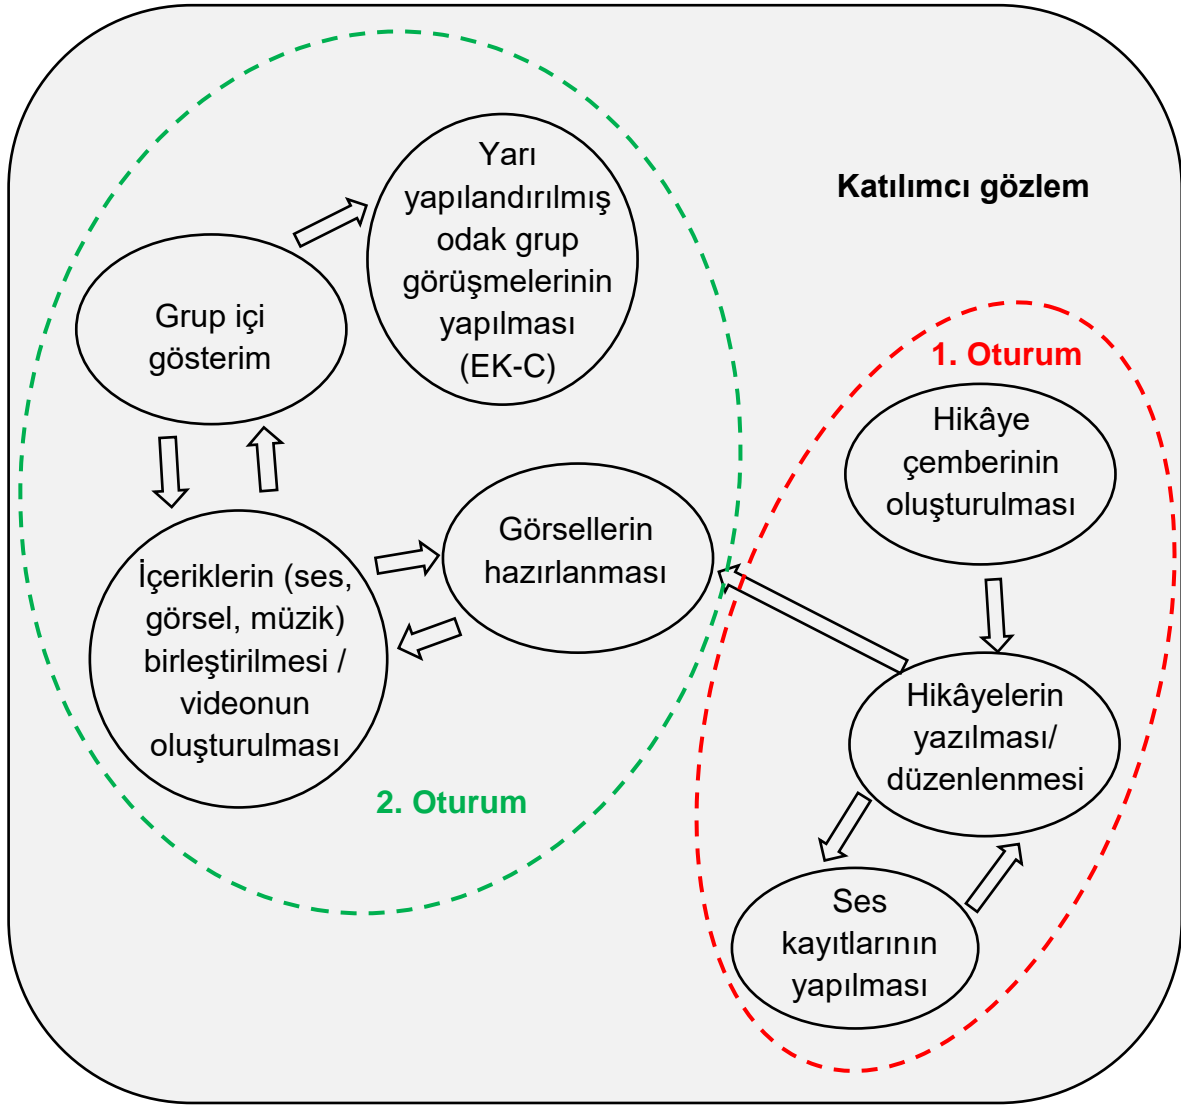 Katılımcı gözlem
1. Oturum
Hikâye
çemberinin
oluşturulması
Hikâyelerin
yazılması/
düzenlenmesi
Ses
kayıtlarının
yapılması
2. Oturum
Görsellerin
hazırlanması
İçeriklerin (ses,
görsel, müzik)
birleştirilmesi /
videonun
oluşturulması
Grup içi
gösterim
Yarı
yapılandırılmış
odak grup
görüşmelerinin
yapılması
(EK-C)